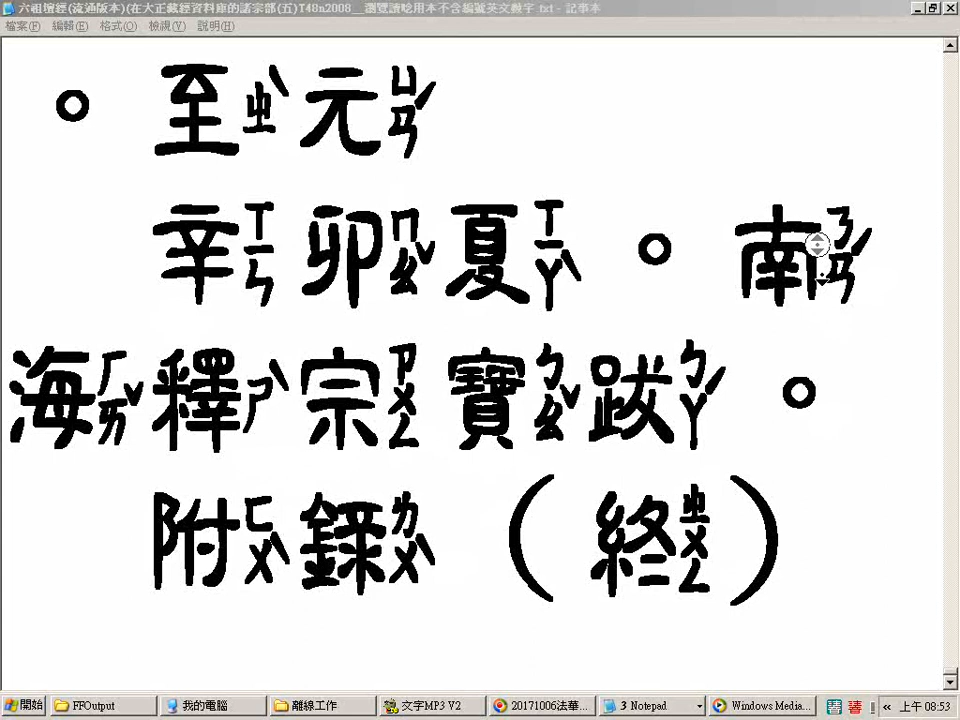 六祖壇經(流通版本)(在大正藏經資料庫的諸宗部(五)T48n2008__瀏覽讀唸用本不含編號英文數字.txt - 記事本
檔案(F) 編輯(E) 格式(O) 檢視(V) 說明(H)
。至ㄓˋ元ㄩㄢˊ
辛ㄒㄧㄣ卯ㄇㄠˇ夏ㄒㄧㄚˋ。南ㄋㄢˊ
海ㄏㄞˇ釋ㄕˋ宗ㄗㄨㄥ寶ㄅㄠˇ跋ㄅㄚˊ。
附ㄈㄨˋ錄ㄌㄨˋ(終ㄓㄨㄥ)
開始 FFOutput 我的電腦 離線工作 文字MP3 V2 20171006法華... 3 Notepad Windows Media... « 上午 08:53